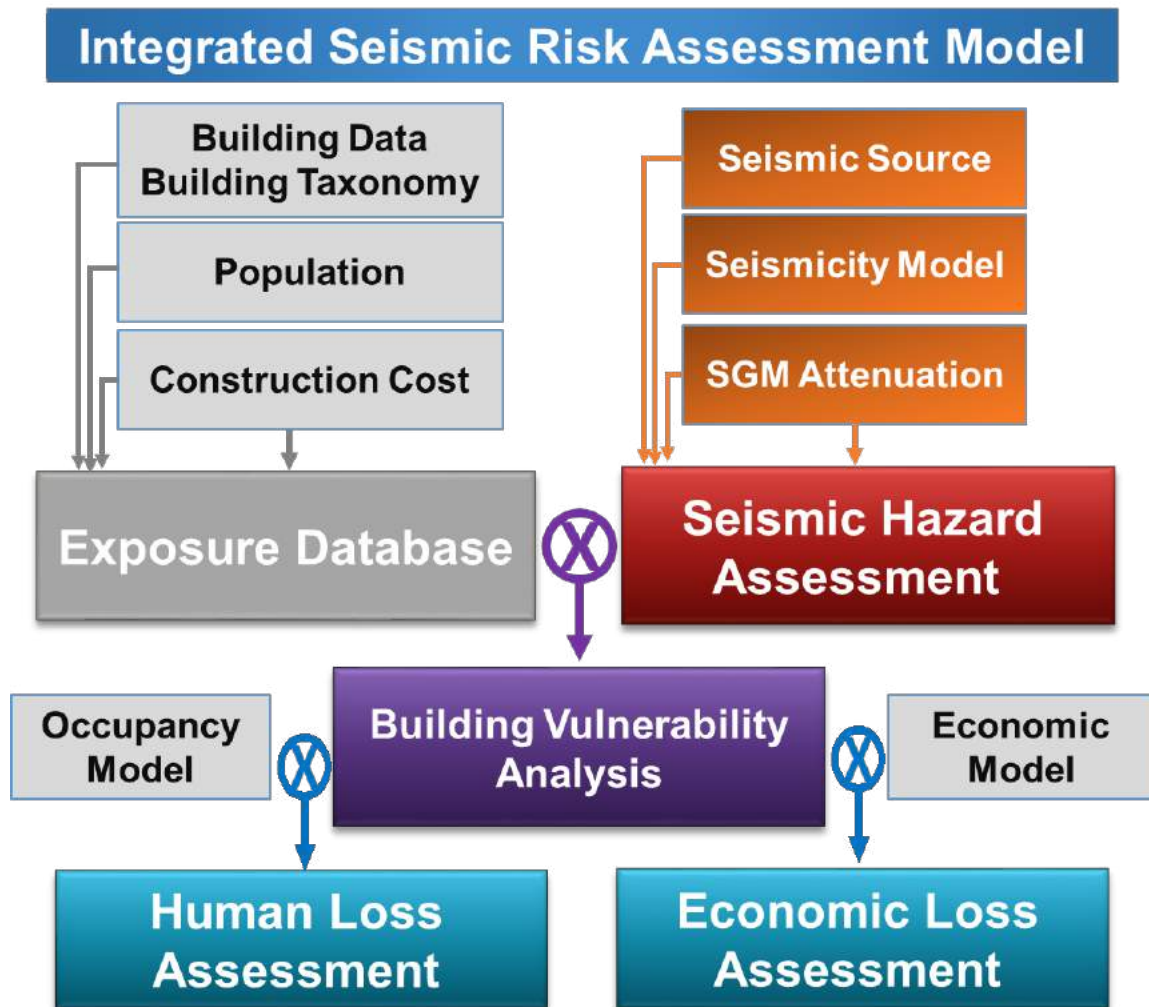 Integrated Seismic Risk Assessment Model
Building Data
Building Taxonomy
Population
Construction Cost
Seismic Source
Seismicity Model
SGM Attenuation
Exposure Database
X
Seismic Hazard
Assessment
Occupancy
Model
X
Building Vulnerability
Analysis
X
Economic
Model
Human Loss
Assessment
Economic Loss
Assessment